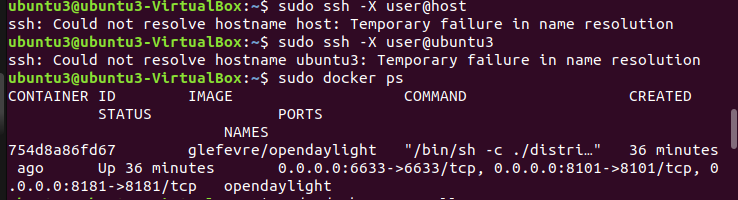 ubuntu3@ubuntu3-VirtualBox:~$ sudo ssh -X user@host
ssh: Could not resolve hostname host: Temporary failure in name resolution
ubuntu3@ubuntu3-VirtualBox:~$ sudo ssh -X user@ubuntu3
ssh: Could not resolve hostname ubuntu3: Temporary failure in name resolution
ubuntu3@ubuntu3-VirtualBox:~$ sudo docker ps
CONTAINER ID        IMAGE                   COMMAND                  CREATED
          STATUS              PORTS
                        NAMES
754d8a86fd67        glefevre/opendaylight   "/bin/sh -c ./distri…"   36 minutes
 ago      Up 36 minutes       0.0.0.0:6633->6633/tcp, 0.0.0.0:8101->8101/tcp, 0
.0.0.0:8181->8181/tcp   opendaylight